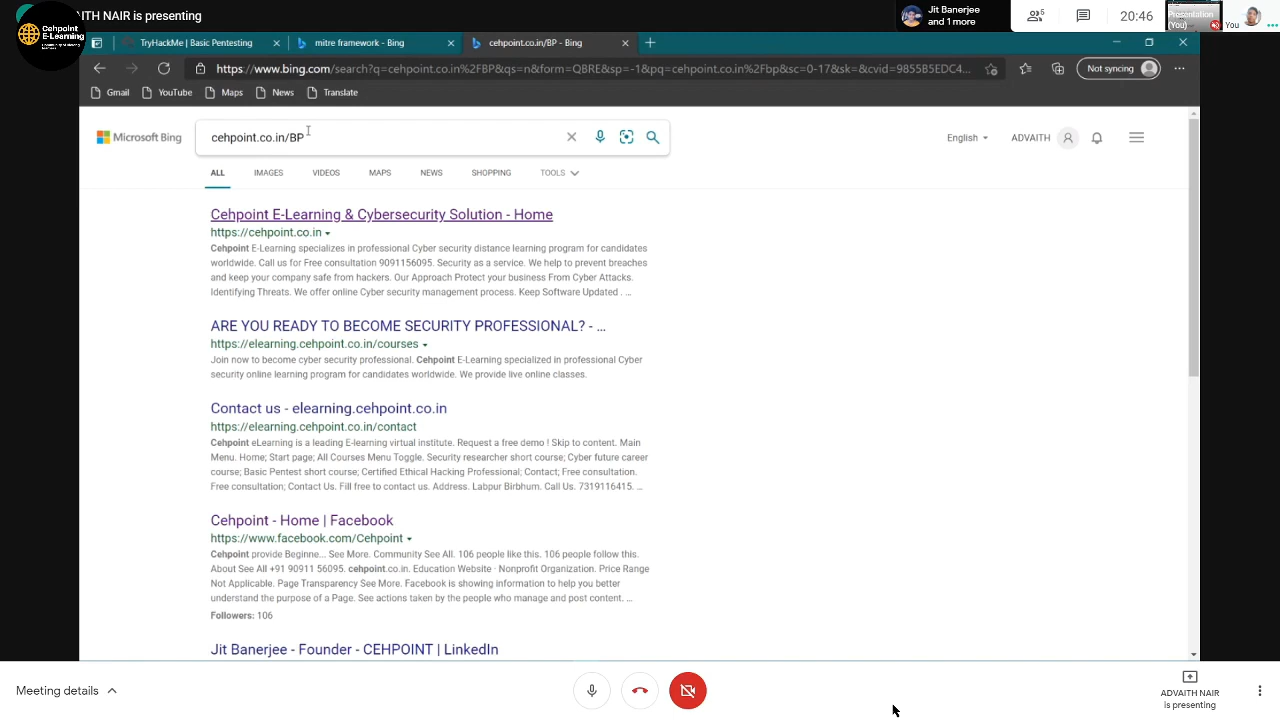 ITH NAIR is presenting
Cehpoint
E-Learning
Jit Banerjee
and 1 more
6
20:46
Presentation
(You)
You
TryHackMe | Basic Pentesting
mitre framework - Bing
cehpoint.co.in/BP - Bing
https://www.bing.com/search?q=cehpoint.co.in%2FBP&qs=n&form=QBRE&sp=-1&pq=cehpoint.co.in%2Fbp&sc=0-17&sk=&cvid=9855B5EDC4...
Not syncing
Gmail
YouTube
Maps
News
Translate
Microsoft Bing
cehpoint.co.in/BP
English
ADVAITH
ALL
IMAGES
VIDEOS
MAPS
NEWS
SHOPPING
TOOLS
Cehpoint E-Learning & Cybersecurity Solution - Home
https://cehpoint.co.in
Cehpoint E-Learning specializes in professional Cyber security distance learning program for candidates
worldwide. Call us for Free consultation 9091156095. Security as a service. We help to prevent breaches
and keep your company safe from hackers. Our Approach Protect your business From Cyber Attacks.
Identifying Threats. We offer online Cyber security management process. Keep Software Updated . ...
ARE YOU READY TO BECOME SECURITY PROFESSIONAL? - ...
https://elearning.cehpoint.co.in/courses
Join now to become cyber security professional. Cehpoint E-Learning specialized in professional Cyber
security online learning program for candidates worldwide. We provide live online classes.
Contact us - elearning.cehpoint.co.in
https://elearning.cehpoint.co.in/contact
Cehpoint eLearning is a leading E-learning virtual institute. Request a free demo ! Skip to content. Main
Menu. Home; Start page; All Courses Menu Toggle. Security researcher short course; Cyber future career
course; Basic Pentest short course; Certified Ethical Hacking Professional; Contact; Free consultation.
Free consultation; Contact Us. Fill free to contact us. Address. Labpur Birbhum. Call Us. 7319116415. ...
Cehpoint - Home | Facebook
https://www.facebook.com/Cehpoint
Cehpoint provide Beginne... See More. Community See All. 106 people like this. 106 people follow this.
About See All +91 90911 56095. cehpoint.co.in. Education Website · Nonprofit Organization. Price Range
Not Applicable. Page Transparency See More. Facebook is showing information to help you better
understand the purpose of a Page. See actions taken by the people who manage and post content. ...
Followers: 106
Jit Banerjee - Founder - CEHPOINT | LinkedIn
Meeting details
ADVAITH NAIR
is presenting